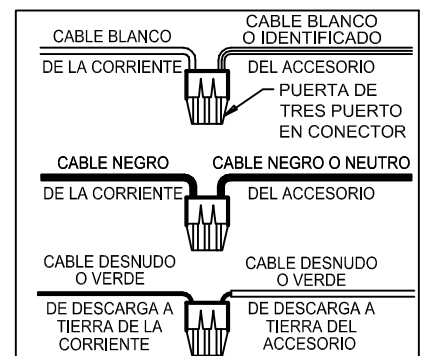 CABLE BLANCO
CABLE BLANCO
O IDENTIFICADO
DE LA CORRIENTE
DEL ACCESORIO
PUERTA DE
TRES PUERTO
EN CONECTOR
CABLE NEGRO
CABLE NEGRO O NEUTRO
DE LA CORRIENTE
DEL ACCESORIO
CABLE DESNUDO
O VERDE
CABLE DESNUDO
O VERDE
DE DESCARGA A
TIERRA DE LA
CORRIENTE
DE DESCARGA A
TIERRA DEL
ACCESORIO